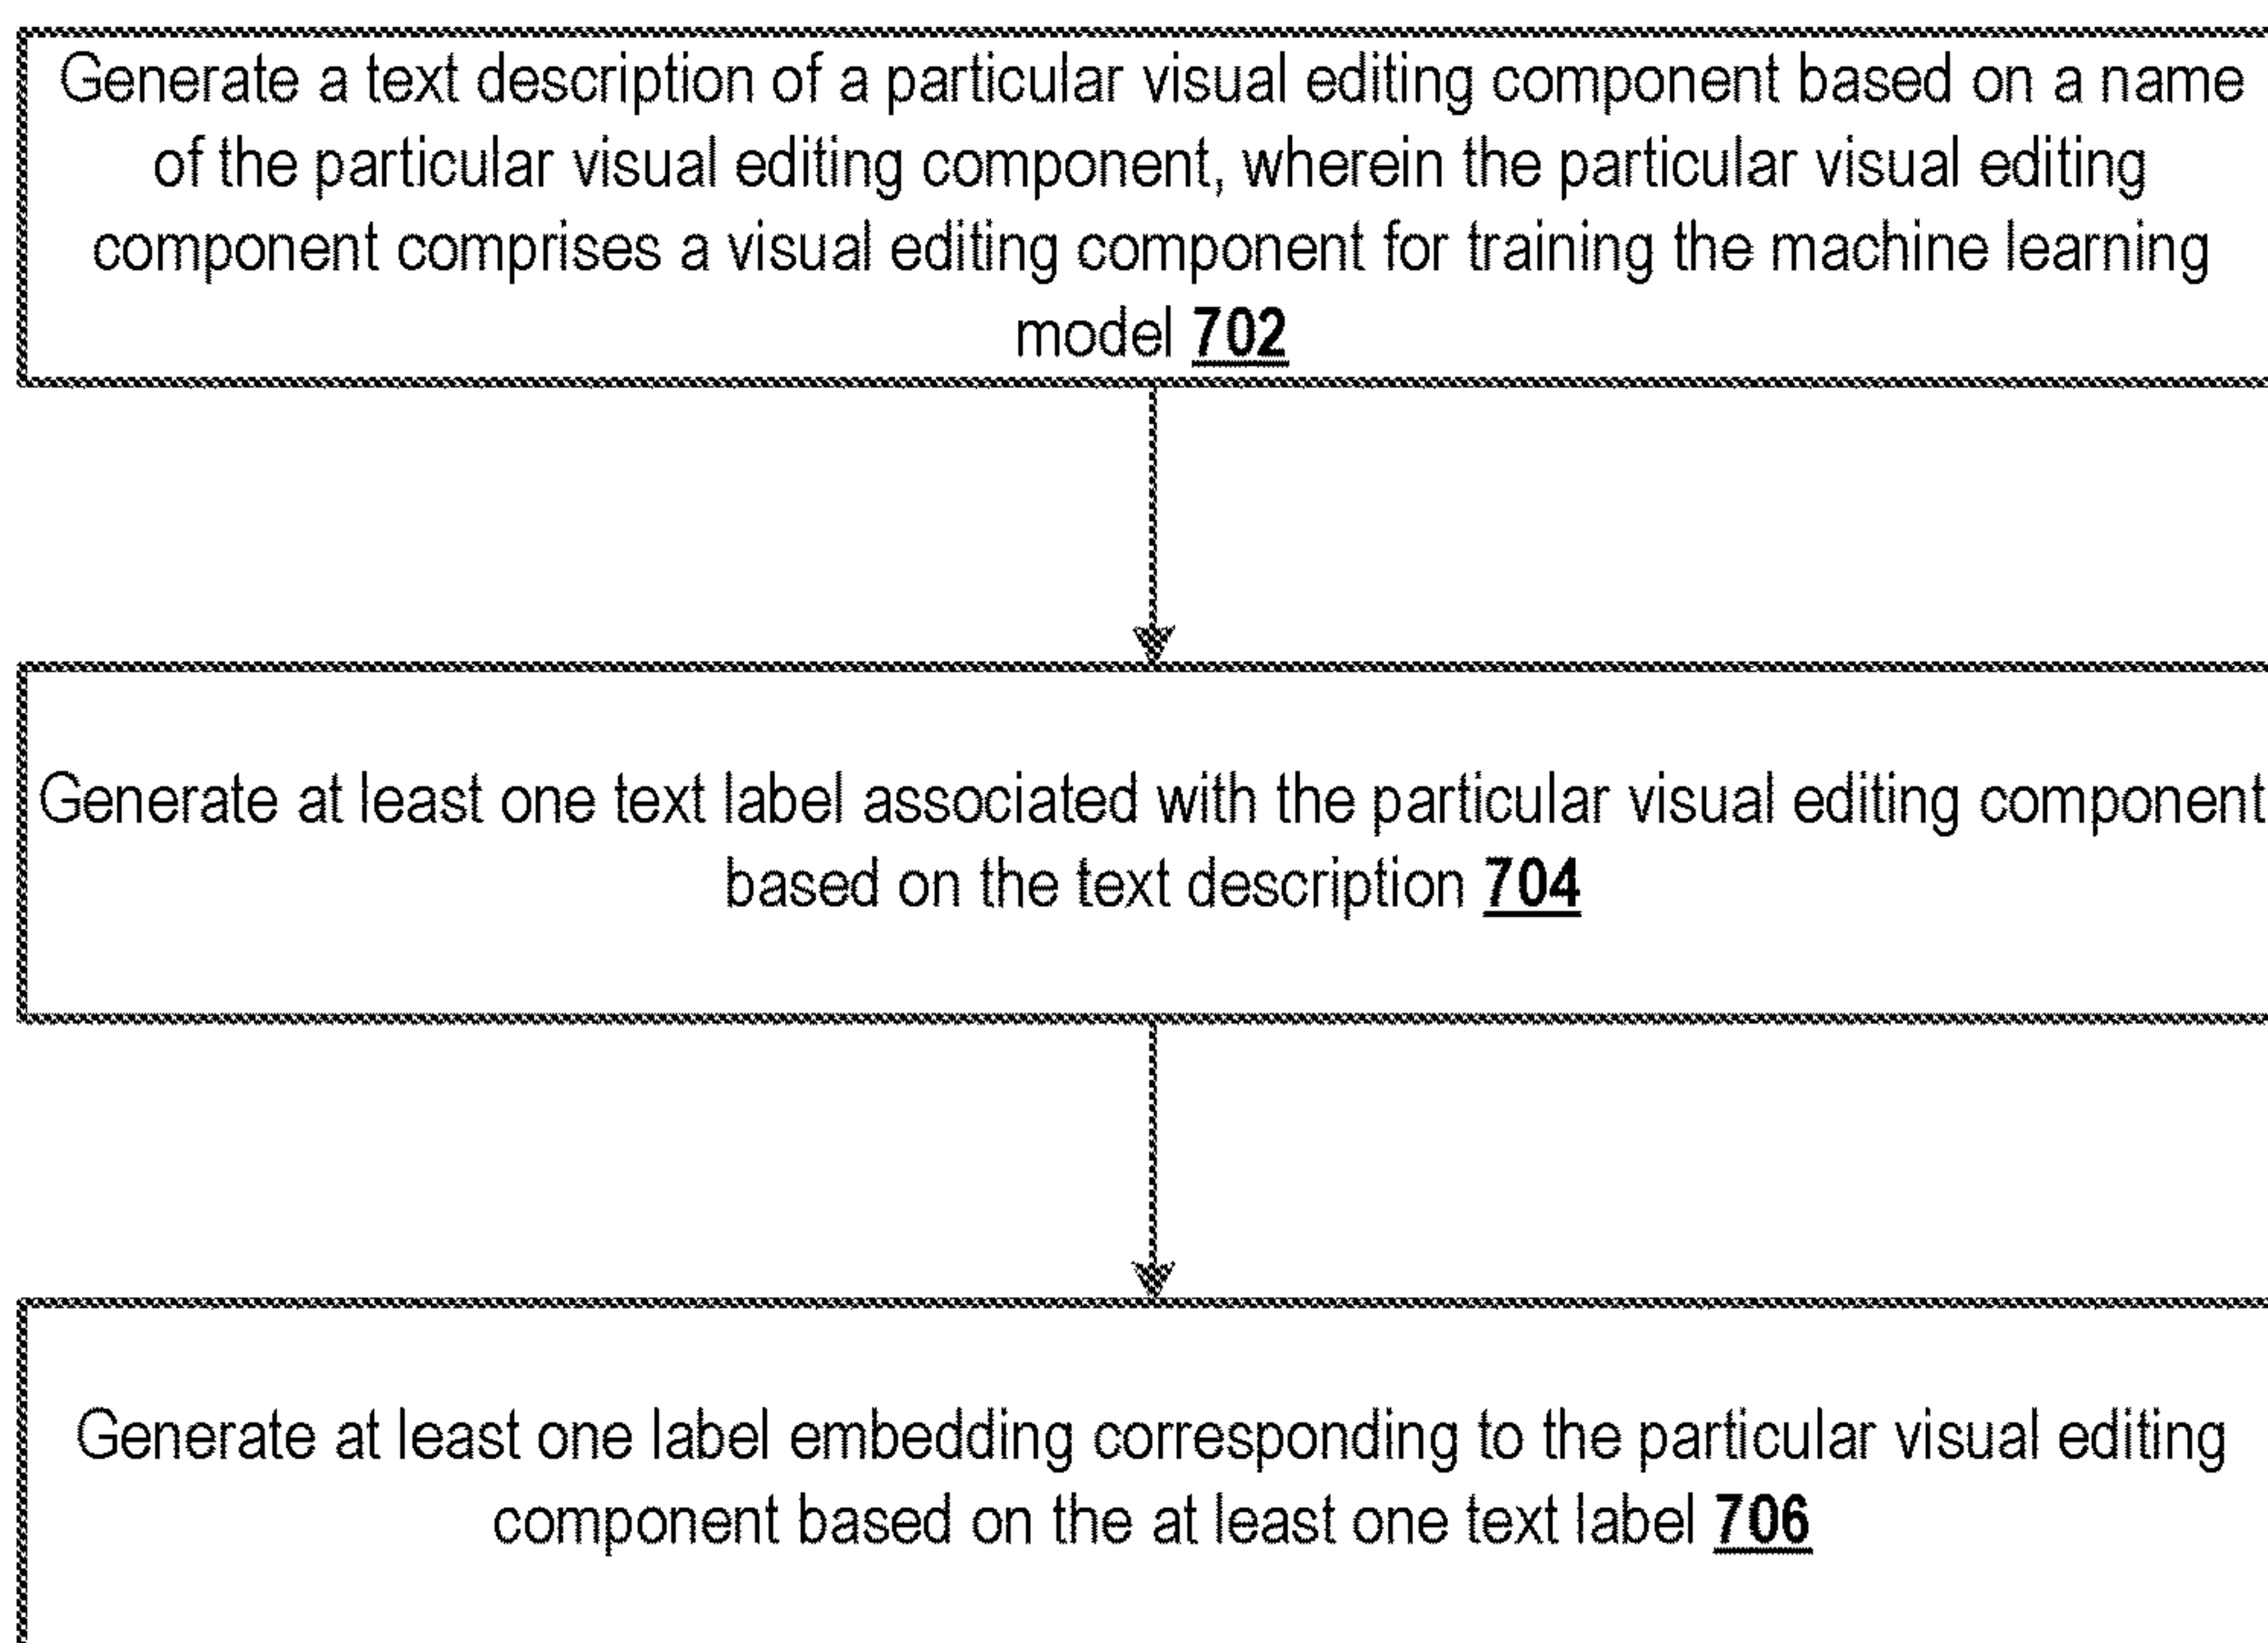 Generate a text description of a particular visual editing component based on a name
of the particular visual editing component, wherein the particular visual editing
component comprises a visual editing component for training the machine learning
model 702
Generate at least one text label associated with the particular visual editing component
based on the text description 704
Generate at least one label embedding corresponding to the particular visual editing
component based on the at least one text label 706